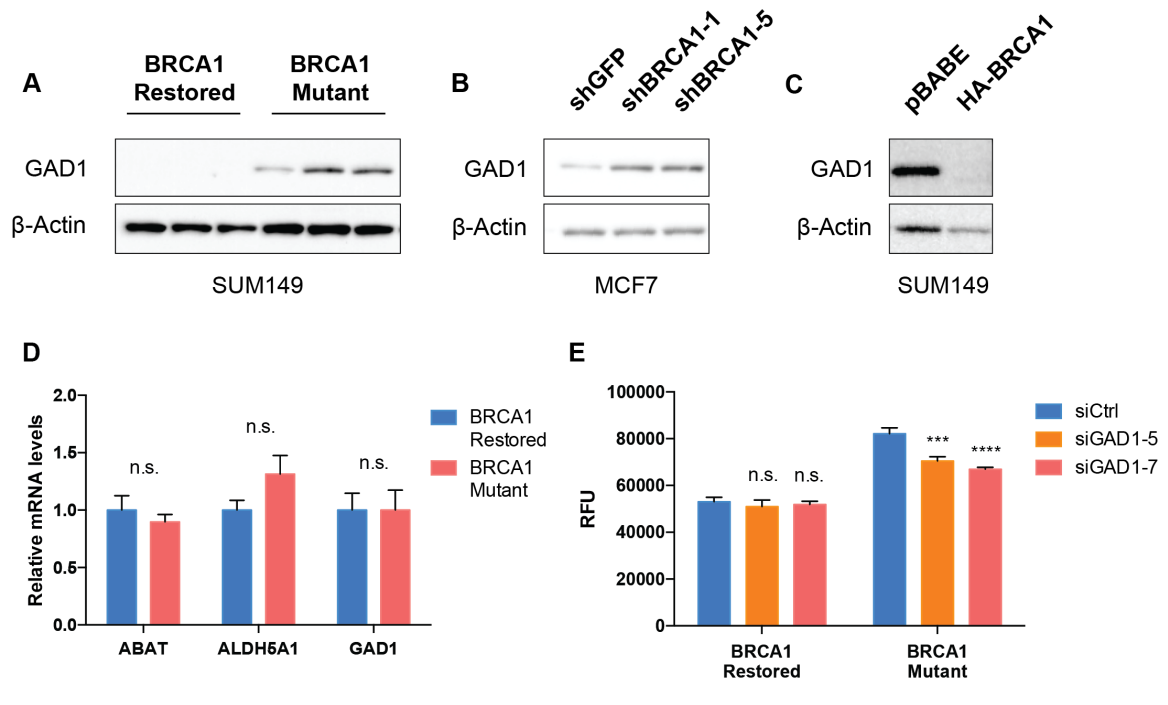 A
BRCA1
Restored
BRCA1
Mutant
GAD1
β-Actin
SUM149
B
shGFP
shBRCA1-1
shBRCA1-5
GAD1
β-Actin
MCF7
C
pBABE
HA-BRCA1
GAD1
β-Actin
SUM149
D
Relative mRNA levels
2.0
1.5
1.0
0.5
0.0
n.s.
n.s.
n.s.
ABAT
ALDH5A1
GAD1
BRCA1
Restored
BRCA1
Mutant
E
RFU
100000
80000
60000
40000
20000
0
n.s.
n.s.
***
****
BRCA1
Restored
BRCA1
Mutant
siCtrl
siGAD1-5
siGAD1-7